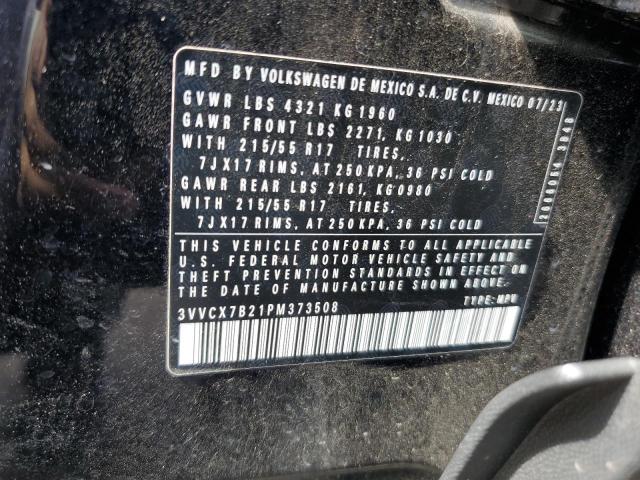 MFD BY VOLKSWAGEN DE MEXICO S.A. DE C.V. MEXICO 07/23
GVWR LBS 4321 KG 1960
GAWR FRONT LBS 2271, KG 1030
WITH 215/55 R17 TIRES,
7JX17 RIMS, AT 250 KPA, 36 PSI COLD
GAWR REAR LBS 2161, KG 0980
WITH 215/55 R17 TIRES,
7JX17 RIMS, AT 250 KPA, 36 PSI COLD
THIS VEHICLE CONFORMS TO ALL APPLICABLE
U.S. FEDERAL MOTOR VEHICLE SAFETY AND
THEFT PREVENTION STANDARDS IN EFFECT ON
THE DATE OF MANUFACTURE SHOWN ABOVE.
3VVCX7B21PM373508
TYPE:MPV